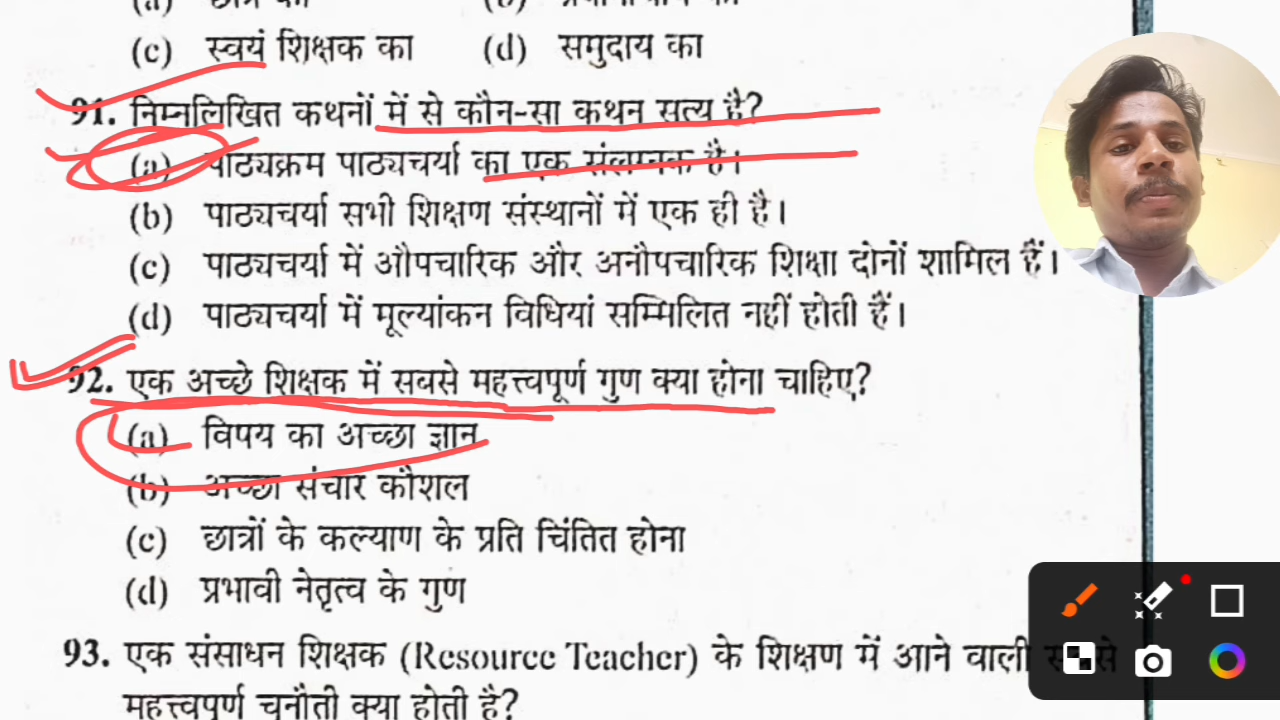 (c) स्वयं शिक्षक का (d) समुदाय का
91. निम्नलिखित कथनों में से कौन-सा कथन सत्य है?
(a) पाठ्यक्रम पाठ्यचर्या का एक संलग्नक है।
(b) पाठ्यचर्या सभी शिक्षण संस्थानों में एक ही है।
(c) पाठ्यचर्या में औपचारिक और अनौपचारिक शिक्षा दोनों शामिल हैं।
(d) पाठ्यचर्या में मूल्यांकन विधियां सम्मिलित नहीं होती हैं।
92. एक अच्छे शिक्षक में सबसे महत्त्वपूर्ण गुण क्या होना चाहिए?
(a) विषय का अच्छा ज्ञान
(b) अच्छा संचार कौशल
(c) छात्रों के कल्याण के प्रति चिंतित होना
(d) प्रभावी नेतृत्व के गुण
93. एक संसाधन शिक्षक (Resource Teacher) के शिक्षण में आने वाली
महत्त्वपूर्ण चुनौती क्या होती है?